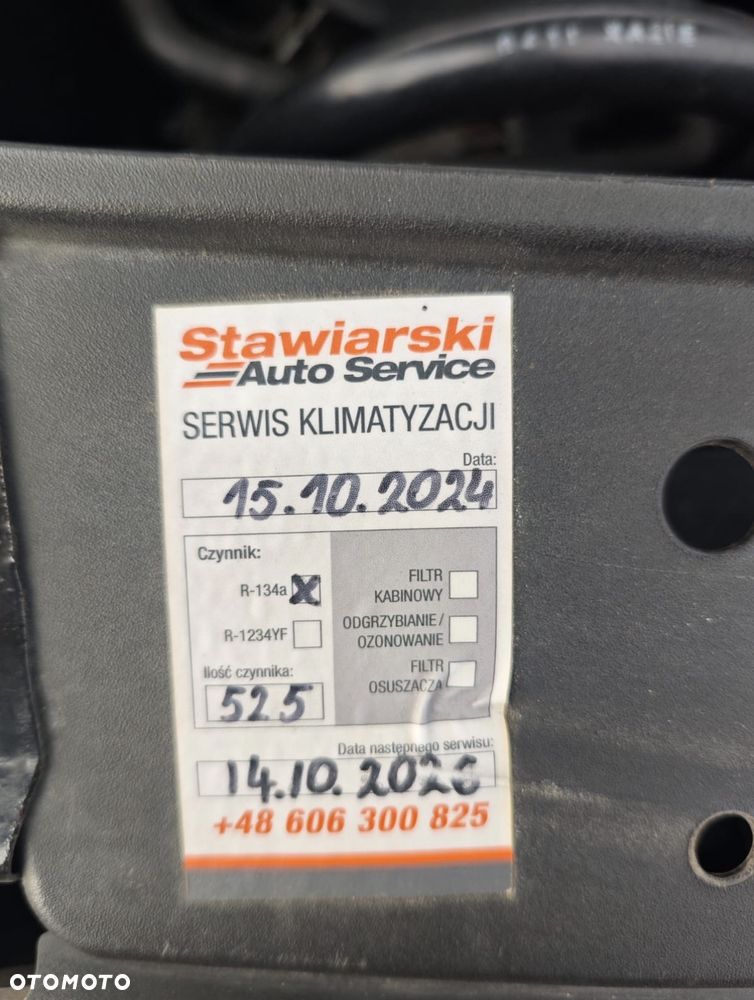 Stawiarski
Auto Service
SERWIS KLIMATYZACJI
Data:
15.10.2024
Czynnik:
R-134a X
R-1234YF
Ilość czynnika:
525
FILTR
KABINOWY
ODGRZYBIANIE/
OZONOWANIE
FILTR
OSUSZACZA
Data następnego serwisu:
14.10.2026
+48 606 300 825
OTOMOTO